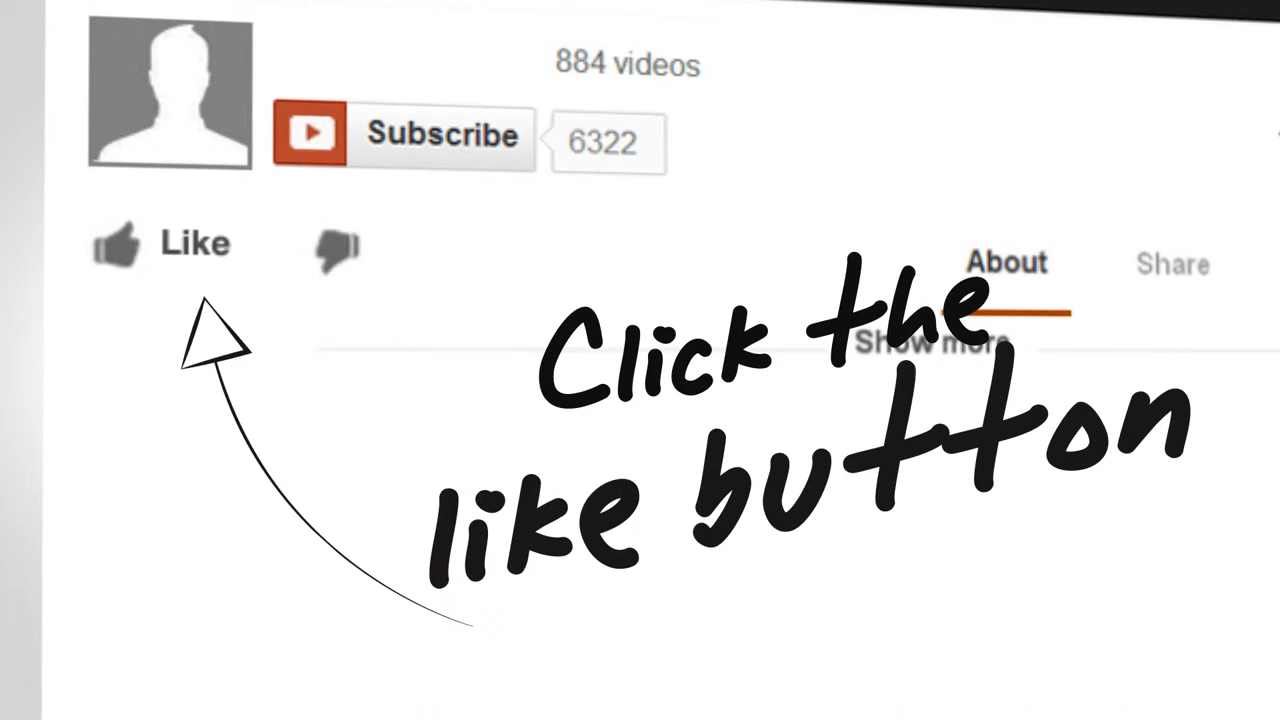 884 videos
Subscribe 6322
Like
About Share
Show more
Click the
like button